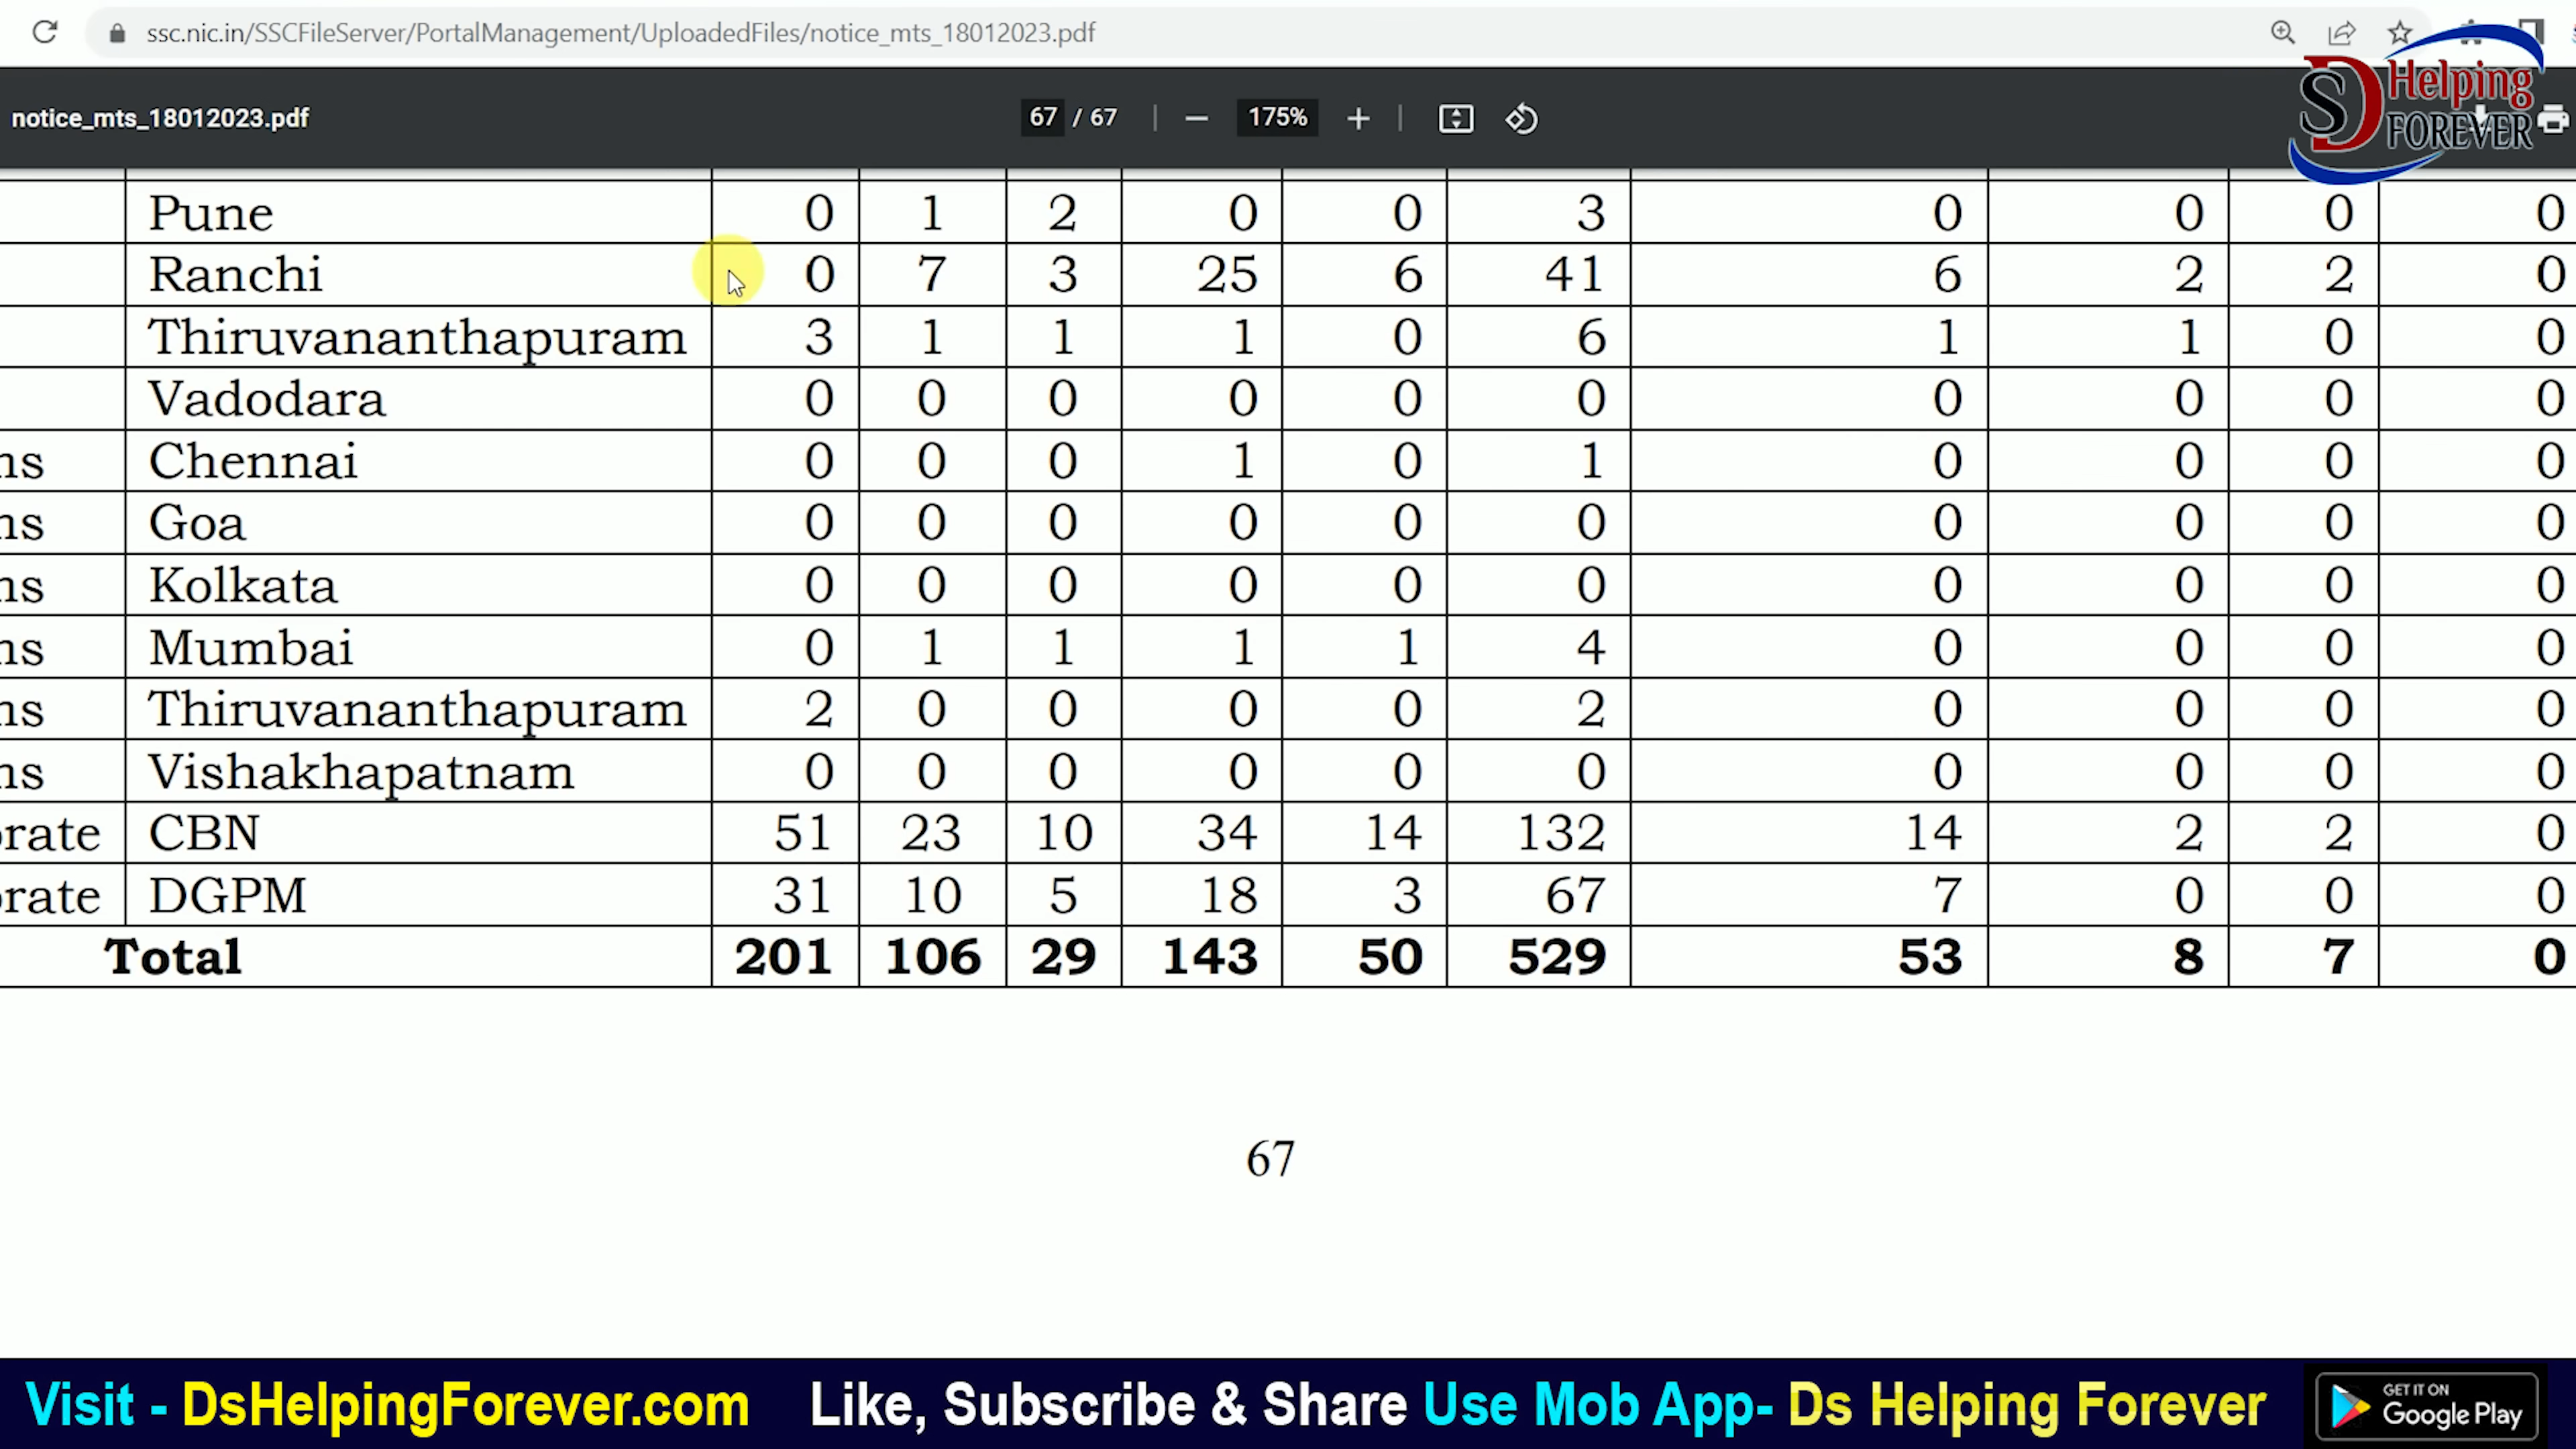 ssc.nic.in/SSCFileServer/PortalManagement/UploadedFiles/notice_mts_18012023.pdf
SD Helping FOREVER
notice_mts_18012023.pdf 67 / 67 175%
Pune 0 1 2 0 0 3 0 0 0 0
Ranchi 0 7 3 25 6 41 6 2 2 0
Thiruvananthapuram 3 1 1 1 0 6 1 1 0 0
Vadodara 0 0 0 0 0 0 0 0 0 0
ns Chennai 0 0 0 1 0 1 0 0 0 0
ns Goa 0 0 0 0 0 0 0 0 0 0
ns Kolkata 0 0 0 0 0 0 0 0 0 0
ns Mumbai 0 1 1 1 1 4 0 0 0 0
ns Thiruvananthapuram 2 0 0 0 0 2 0 0 0 0
ns Vishakhapatnam 0 0 0 0 0 0 0 0 0 0
orate CBN 51 23 10 34 14 132 14 2 2 0
orate DGPM 31 10 5 18 3 67 7 0 0 0
Total 201 106 29 143 50 529 53 8 7 0
67
Visit - DsHelpingForever.com Like, Subscribe & Share Use Mob App- Ds Helping Forever GET IT ON Google Play